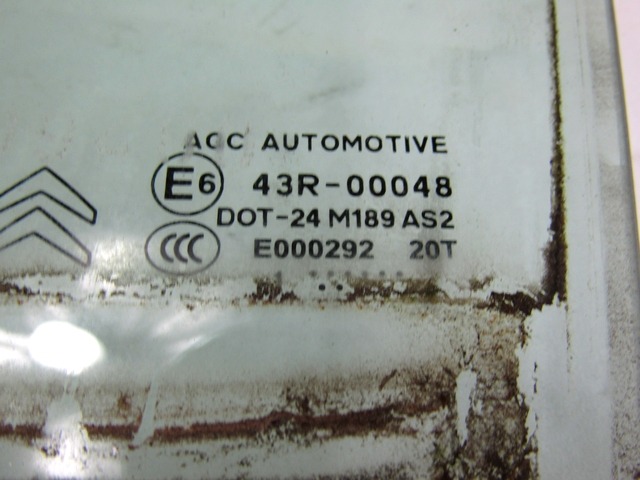 AGC AUTOMOTIVE
E6 43R-00048
DOT-24 M189 AS2
CCC E000292 20T